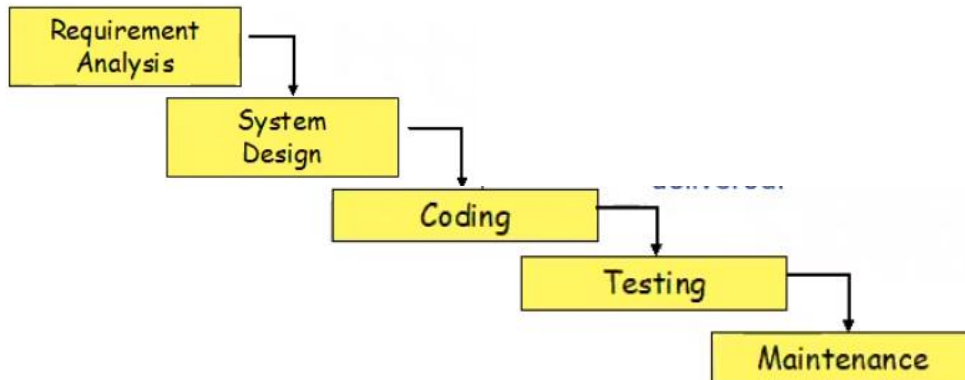 Requirement
Analysis
System
Design
Coding
Testing
Maintenance